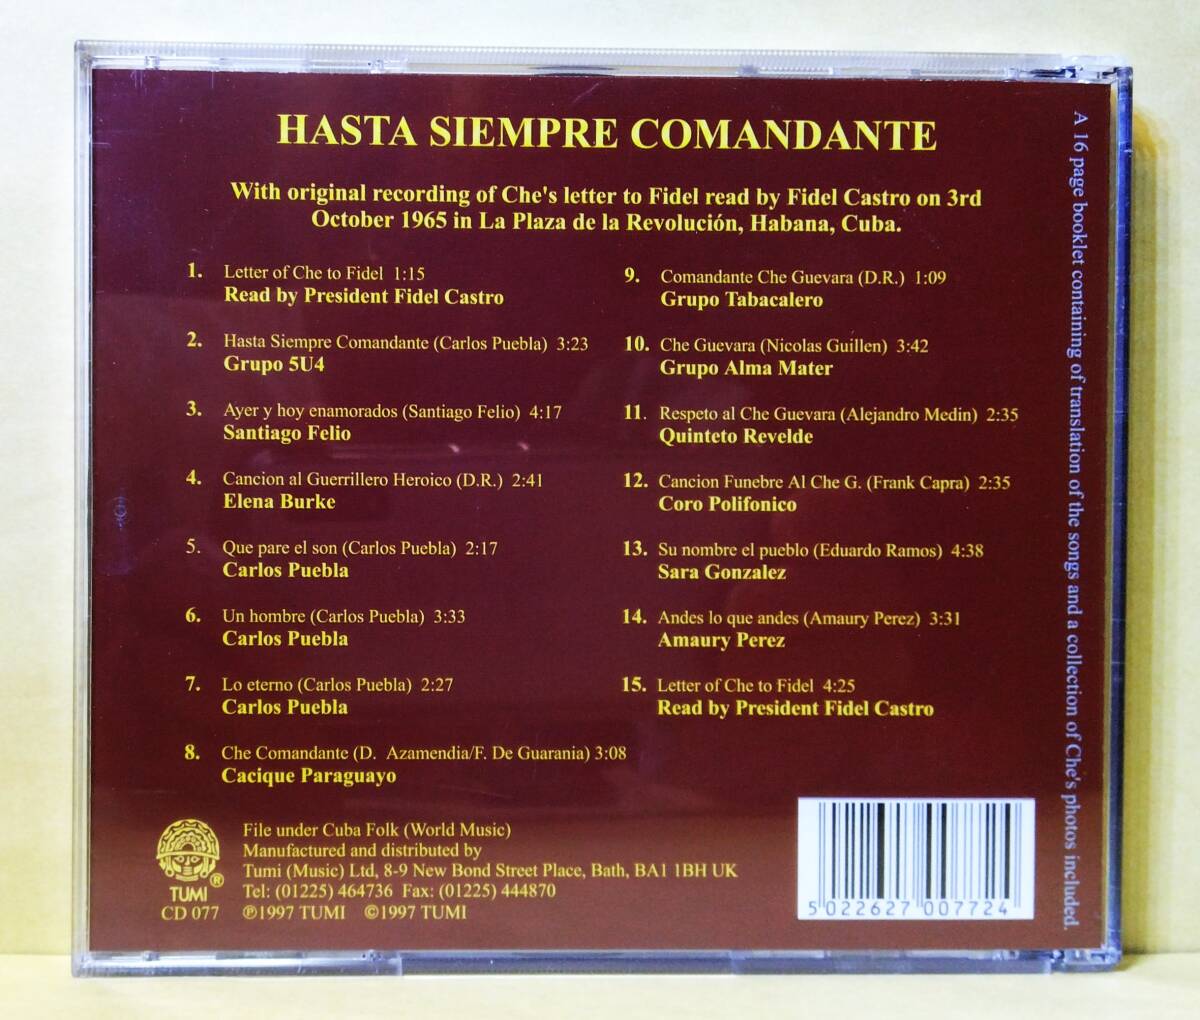 HASTA SIEMPRE COMANDANTE
With original recording of Che's letter to Fidel read by Fidel Castro on 3rd
October 1965 in La Plaza de la Revolución, Habana, Cuba.
1. Letter of Che to Fidel 1:15
Read by President Fidel Castro
2. Hasta Siempre Comandante (Carlos Puebla) 3:23
Grupo 5U4
3. Ayer y hoy enamorados (Santiago Felio) 4:17
Santiago Felio
4. Cancion al Guerrillero Heroico (D.R.) 2:41
Elena Burke
5. Que pare el son (Carlos Puebla) 2:17
Carlos Puebla
6. Un hombre (Carlos Puebla) 3:33
Carlos Puebla
7. Lo eterno (Carlos Puebla) 2:27
Carlos Puebla
8. Che Comandante (D. Azamendia/F. De Guarania) 3:08
Cacique Paraguayo
9. Comandante Che Guevara (D.R.) 1:09
Grupo Tabacalero
10. Che Guevara (Nicolas Guillen) 3:42
Grupo Alma Mater
11. Respeto al Che Guevara (Alejandro Medin) 2:35
Quinteto Revelde
12. Cancion Funebre Al Che G. (Frank Capra) 2:35
Coro Polifonico
13. Su nombre el pueblo (Eduardo Ramos) 4:38
Sara Gonzalez
14. Andes lo que andes (Amaury Perez) 3:31
Amaury Perez
15. Letter of Che to Fidel 4:25
Read by President Fidel Castro
File under Cuba Folk (World Music)
Manufactured and distributed by
Tumi (Music) Ltd, 8-9 New Bond Street Place, Bath, BA1 1BH UK
Tel: (01225) 464736 Fax: (01225) 444870
℗1997 TUMI ©1997 TUMI
TUMI®
CD 077
5 022627 007724
A 16 page booklet containing of translation of the songs and a collection of Che's photos included.